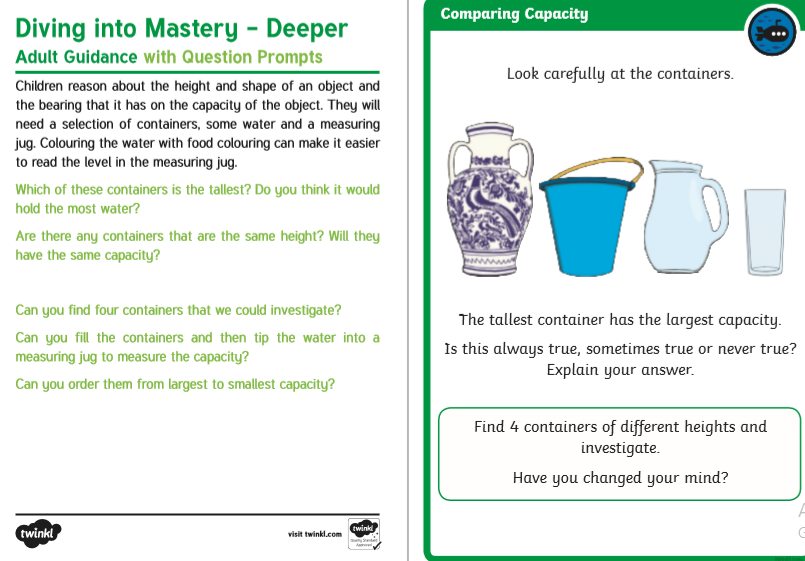 Diving into Mastery – Deeper
Adult Guidance with Question Prompts
Children reason about the height and shape of an object and
the bearing that it has on the capacity of the object. They will
need a selection of containers, some water and a measuring
jug. Colouring the water with food colouring can make it easier
to read the level in the measuring jug.
Which of these containers is the tallest? Do you think it would
hold the most water?
Are there any containers that are the same height? Will they
have the same capacity?
Can you find four containers that we could investigate?
Can you fill the containers and then tip the water into a
measuring jug to measure the capacity?
Can you order them from largest to smallest capacity?
twinkl
visit twinkl.com
twinkl
Quality Standard
Approved
Comparing Capacity
Look carefully at the containers.
The tallest container has the largest capacity.
Is this always true, sometimes true or never true?
Explain your answer.
Find 4 containers of different heights and
investigate.
Have you changed your mind?